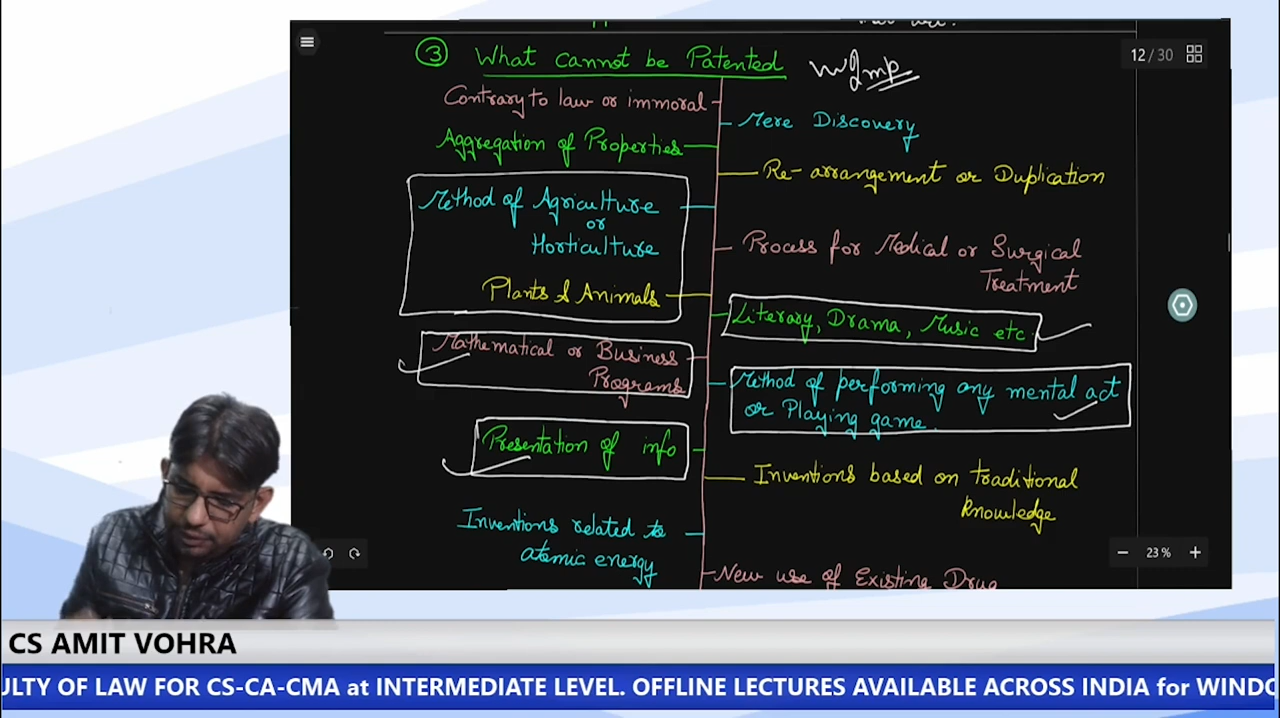 12 / 30
3 What cannot be Patented
Contrary to law or immoral
Mere Discovery
Aggregation of Properties
Re-arrangement or Duplication
Method of Agriculture
or
Horticulture
Process for Medical or Surgical
Treatment
Plants & Animals
Literary, Drama, Music etc.
Mathematical or Business
Programs
Method of performing any mental act
or Playing game.
Presentation of info
Inventions based on traditional
knowledge
Inventions related to
atomic energy
23 %
New use of Existing Drug
CS AMIT VOHRA
ULTY OF LAW FOR CS-CA-CMA at INTERMEDIATE LEVEL. OFFLINE LECTURES AVAILABLE ACROSS INDIA for WINDO